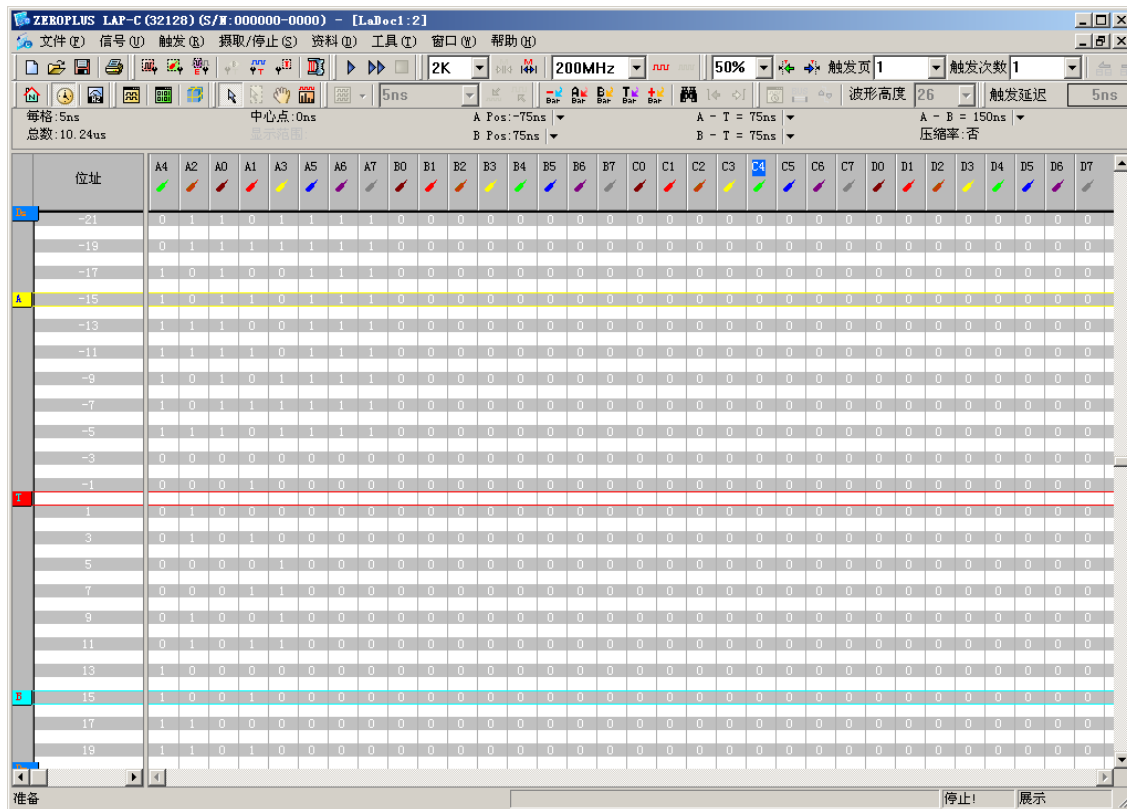 ZEROPLUS LAP-C(32128)(S/N:000000-0000) - [LaDoc1:2]
文件(F) 信号(U) 触发(R) 摄取/停止(S) 资料(D) 工具(T) 窗口(W) 帮助(H)
2K 200MHz 50% 触发页 1 触发次数 1
5ns Bar Bar Bar Bar Bar 波形高度 26 触发延迟 5ns
每格:5ns 中心点:0ns A Pos:-75ns A - T = 75ns A - B = 150ns
总数:10.24us 显示范围 B Pos:75ns B - T = 75ns 压缩率:否
位址 A4 A2 A0 A1 A3 A5 A6 A7 B0 B1 B2 B3 B4 B5 B6 B7 C0 C1 C2 C3 C4 C5 C6 C7 D0 D1 D2 D3 D4 D5 D6 D7
-21 0 1 1 0 1 1 1 1 0 0 0 0 0 0 0 0 0 0 0 0 0 0 0 0 0 0 0 0 0 0 0 0
-19 0 1 1 1 1 1 1 1 0 0 0 0 0 0 0 0 0 0 0 0 0 0 0 0 0 0 0 0 0 0 0 0
-17 1 0 1 0 0 1 1 1 0 0 0 0 0 0 0 0 0 0 0 0 0 0 0 0 0 0 0 0 0 0 0 0
A -15 1 0 1 1 0 1 1 1 0 0 0 0 0 0 0 0 0 0 0 0 0 0 0 0 0 0 0 0 0 0 0 0
-13 1 1 1 0 0 1 1 1 0 0 0 0 0 0 0 0 0 0 0 0 0 0 0 0 0 0 0 0 0 0 0 0
-11 1 1 1 1 0 1 1 1 0 0 0 0 0 0 0 0 0 0 0 0 0 0 0 0 0 0 0 0 0 0 0 0
-9 1 0 1 0 1 1 1 1 0 0 0 0 0 0 0 0 0 0 0 0 0 0 0 0 0 0 0 0 0 0 0 0
-7 1 0 1 1 1 1 1 1 0 0 0 0 0 0 0 0 0 0 0 0 0 0 0 0 0 0 0 0 0 0 0 0
-5 1 1 1 0 1 1 1 1 0 0 0 0 0 0 0 0 0 0 0 0 0 0 0 0 0 0 0 0 0 0 0 0
-3 0 0 0 0 0 0 0 0 0 0 0 0 0 0 0 0 0 0 0 0 0 0 0 0 0 0 0 0 0 0 0 0
-1 0 0 0 1 0 0 0 0 0 0 0 0 0 0 0 0 0 0 0 0 0 0 0 0 0 0 0 0 0 0 0 0
T
1 0 1 0 0 0 0 0 0 0 0 0 0 0 0 0 0 0 0 0 0 0 0 0 0 0 0 0 0 0 0 0 0
3 0 1 0 1 0 0 0 0 0 0 0 0 0 0 0 0 0 0 0 0 0 0 0 0 0 0 0 0 0 0 0 0
5 0 0 0 0 1 0 0 0 0 0 0 0 0 0 0 0 0 0 0 0 0 0 0 0 0 0 0 0 0 0 0 0
7 0 0 0 1 1 0 0 0 0 0 0 0 0 0 0 0 0 0 0 0 0 0 0 0 0 0 0 0 0 0 0 0
9 0 1 0 0 1 0 0 0 0 0 0 0 0 0 0 0 0 0 0 0 0 0 0 0 0 0 0 0 0 0 0 0
11 0 1 0 1 1 0 0 0 0 0 0 0 0 0 0 0 0 0 0 0 0 0 0 0 0 0 0 0 0 0 0 0
13 1 0 0 0 0 0 0 0 0 0 0 0 0 0 0 0 0 0 0 0 0 0 0 0 0 0 0 0 0 0 0 0
B 15 1 0 0 1 0 0 0 0 0 0 0 0 0 0 0 0 0 0 0 0 0 0 0 0 0 0 0 0 0 0 0 0
17 1 1 0 0 0 0 0 0 0 0 0 0 0 0 0 0 0 0 0 0 0 0 0 0 0 0 0 0 0 0 0 0
19 1 1 0 1 0 0 0 0 0 0 0 0 0 0 0 0 0 0 0 0 0 0 0 0 0 0 0 0 0 0 0 0
准备 停止! 展示